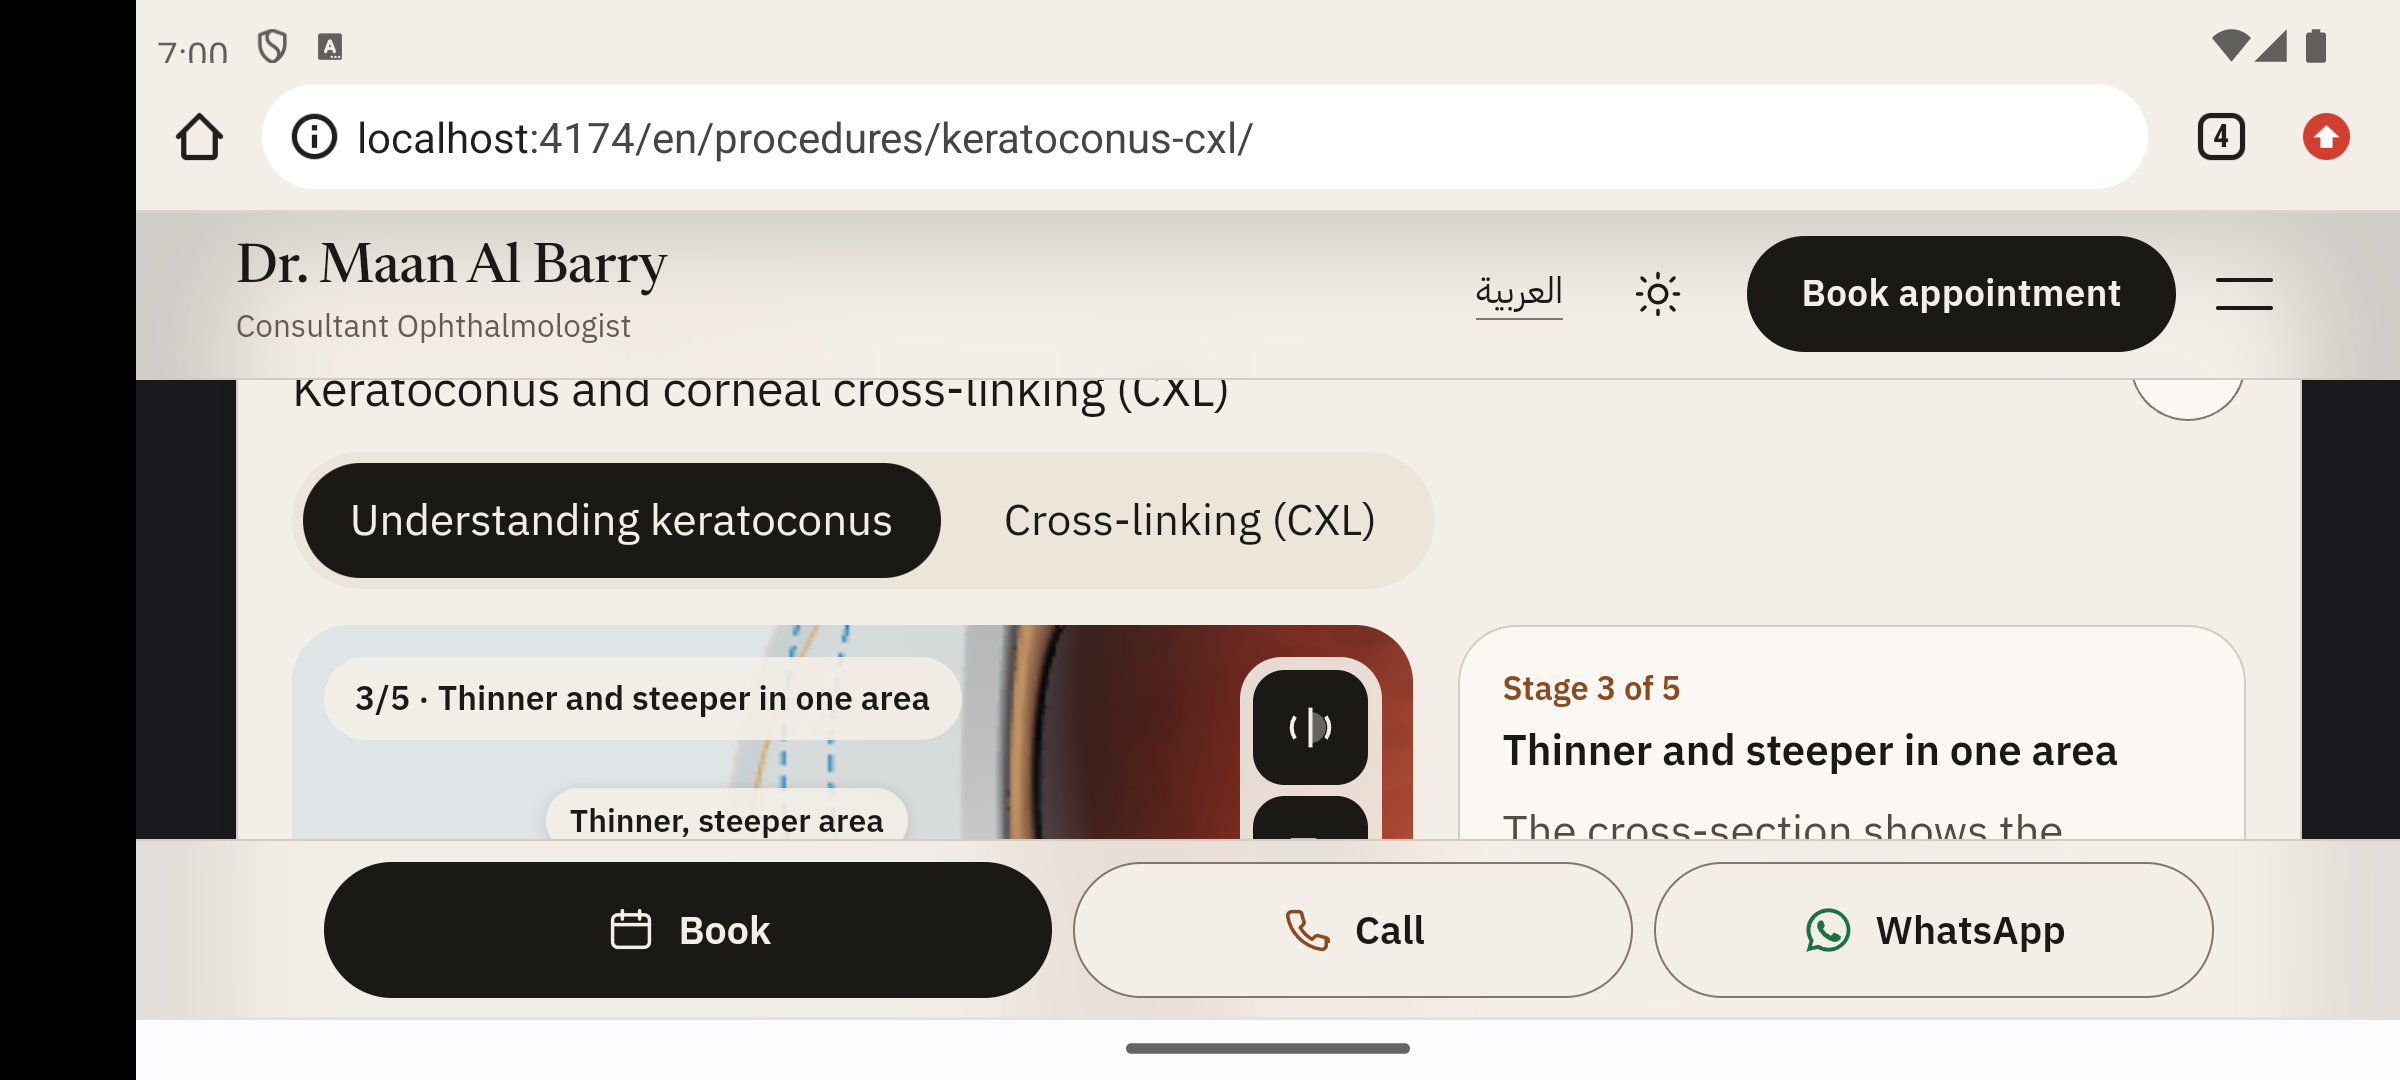 7:00
localhost:4174/en/procedures/keratoconus-cxl/
4
Dr. Maan Al Barry
Consultant Ophthalmologist
العربية
Book appointment
Keratoconus and corneal cross-linking (CXL)
Understanding keratoconus
Cross-linking (CXL)
3/5 · Thinner and steeper in one area
Thinner, steeper area
Stage 3 of 5
Thinner and steeper in one area
The cross-section shows the
Book
Call
WhatsApp